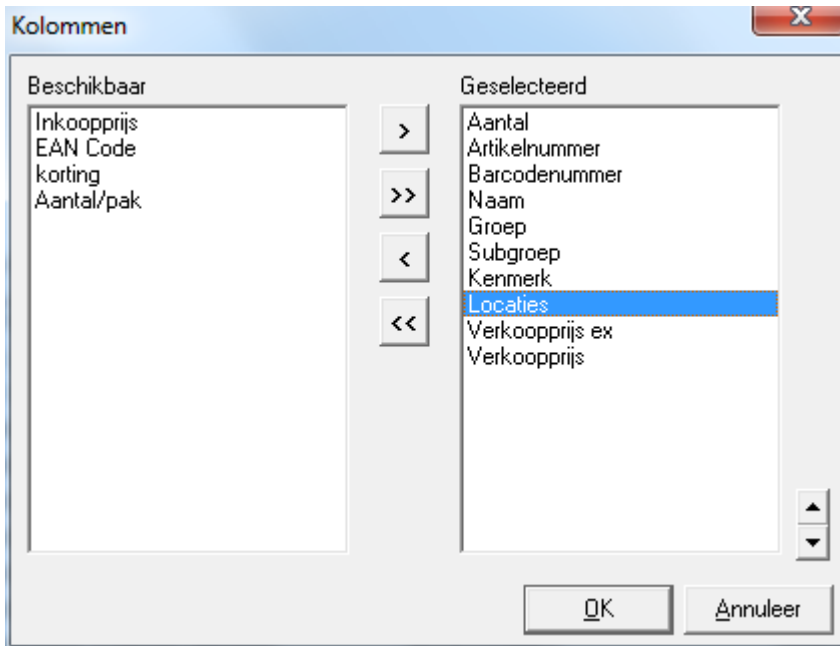 Kolommen
Beschikbaar
Inkoopprijs
EAN Code
korting
Aantal/pak
>
>>
<
<<
Geselecteerd
Aantal
Artikelnummer
Barcodenummer
Naam
Groep
Subgroep
Kenmerk
Locaties
Verkoopprijs ex
Verkoopprijs
OK
Annuleer